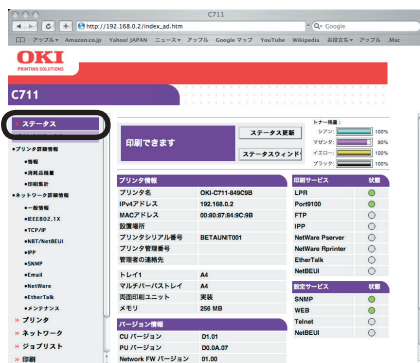 C711
http://192.168.0.2/index_ad.htm
Google
アップル Amazon.co.jp Yahoo! JAPAN ニュース アップル Google マップ YouTube Wikipedia お役立ち アップル .Mac
OKI
PRINTING SOLUTIONS
C711
ステータス
プリンタ詳細情報
情報
消耗品残量
印刷集計
ネットワーク詳細情報
一般情報
IEEE802.1X
TCP/IP
NBT/NetBEUI
IPP
SNMP
Email
NetWare
EtherTalk
メンテナンス
プリンタ
ネットワーク
ジョブリスト
印刷
印刷できます
ステータス更新
ステータスウィンド
トナー残量:
シアン: 100%
マゼンタ: 90%
イエロー: 100%
ブラック: 100%
プリンタ情報
プリンタ名 OKI-C711-849C9B
IPv4アドレス 192.168.0.2
MACアドレス 00:80:87:84:9C:9B
設置場所
プリンタシリアル番号 BETAUNIT001
プリンタ管理番号
管理者の連絡先
トレイ1 A4
マルチパーパストレイ A4
両面印刷ユニット 実装
メモリ 256 MB
バージョン情報
CU バージョン D1.01
PU バージョン D0.0A.07
Network FW バージョン 01.00
印刷サービス 状態
LPR
Port9100
FTP
IPP
NetWare Pserver
NetWare Rprinter
EtherTalk
NetBEUI
設定サービス 状態
SNMP
WEB
Telnet
NetBEUI